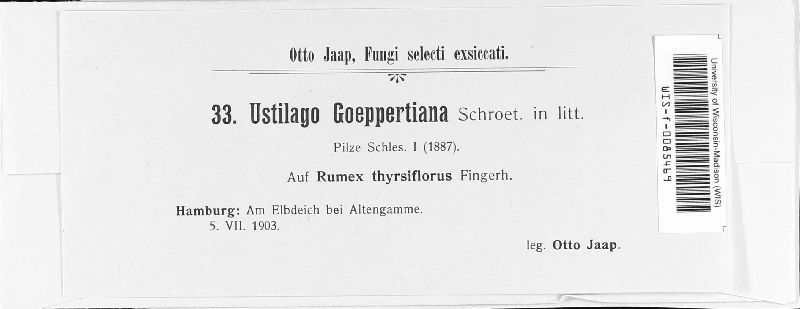 Otto Jaap, Fungi selecti exsiccati.
33. Ustilago Goeppertiana Schroet. in litt.
Pilze Schles. I (1887).
Auf Rumex thyrsiflorus Fingerh.
Hamburg: Am Elbdeich bei Altengamme.
5. VII. 1903.
leg. Otto Jaap.
University of Wisconsin-Madison (WIS)
WIS-f-0085469